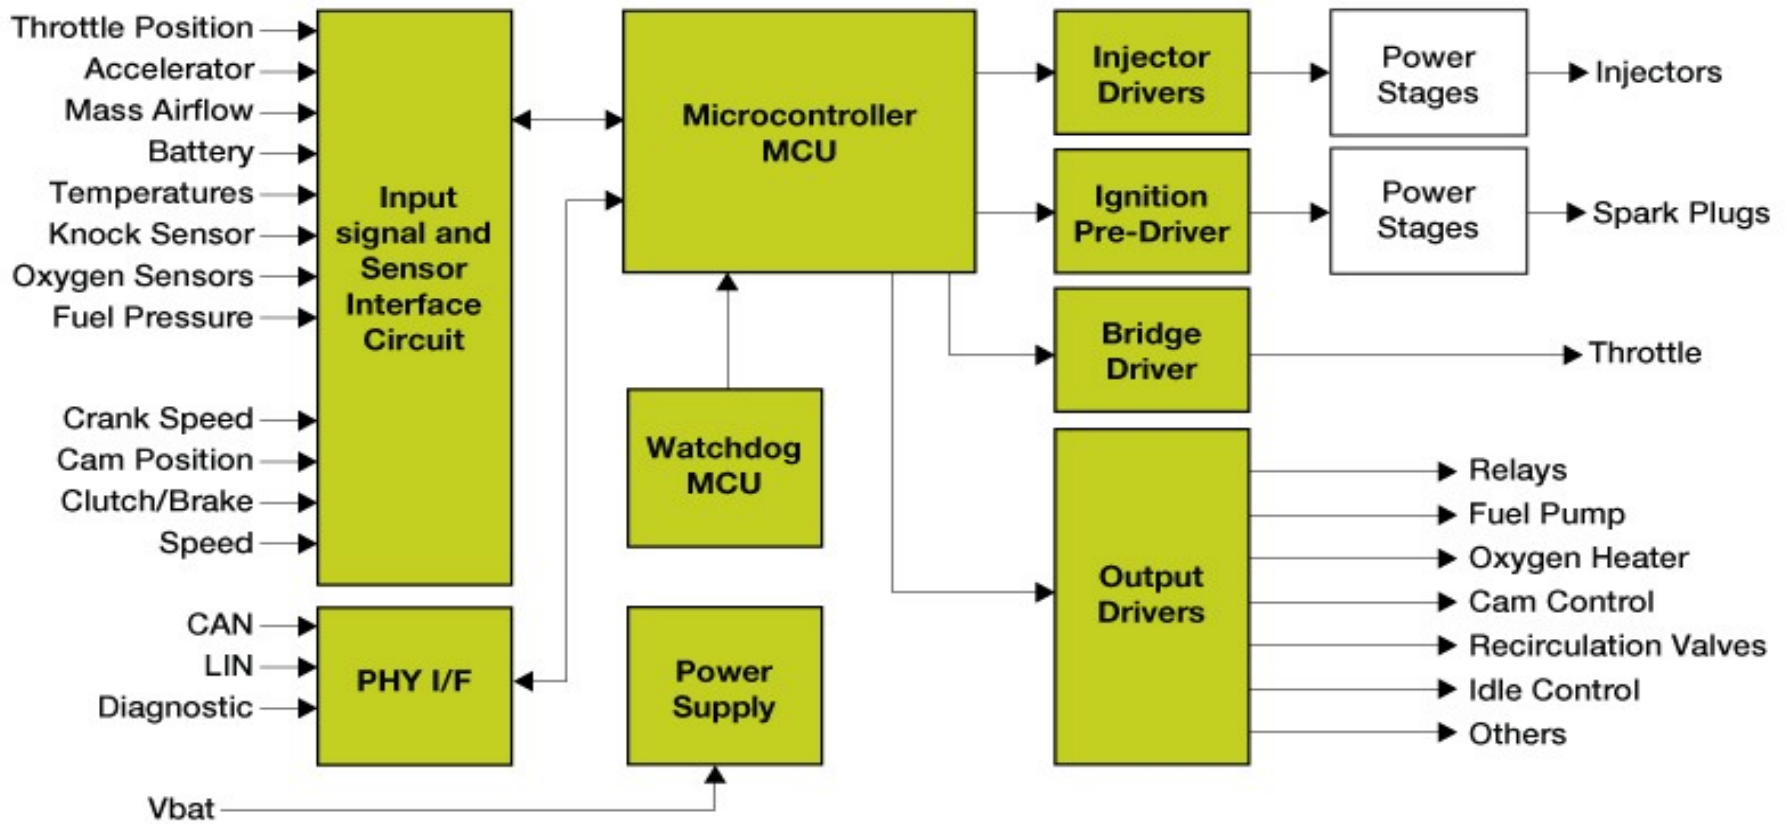 Throttle Position
Accelerator
Mass Airflow
Battery
Temperatures
Knock Sensor
Oxygen Sensors
Fuel Pressure
Crank Speed
Cam Position
Clutch/Brake
Speed
Input
signal and
Sensor
Interface
Circuit
CAN
LIN
Diagnostic
PHY I/F
Vbat
Microcontroller
MCU
Watchdog
MCU
Power
Supply
Injector
Drivers
Power
Stages
Injectors
Ignition
Pre-Driver
Power
Stages
Spark Plugs
Bridge
Driver
Throttle
Output
Drivers
Relays
Fuel Pump
Oxygen Heater
Cam Control
Recirculation Valves
Idle Control
Others